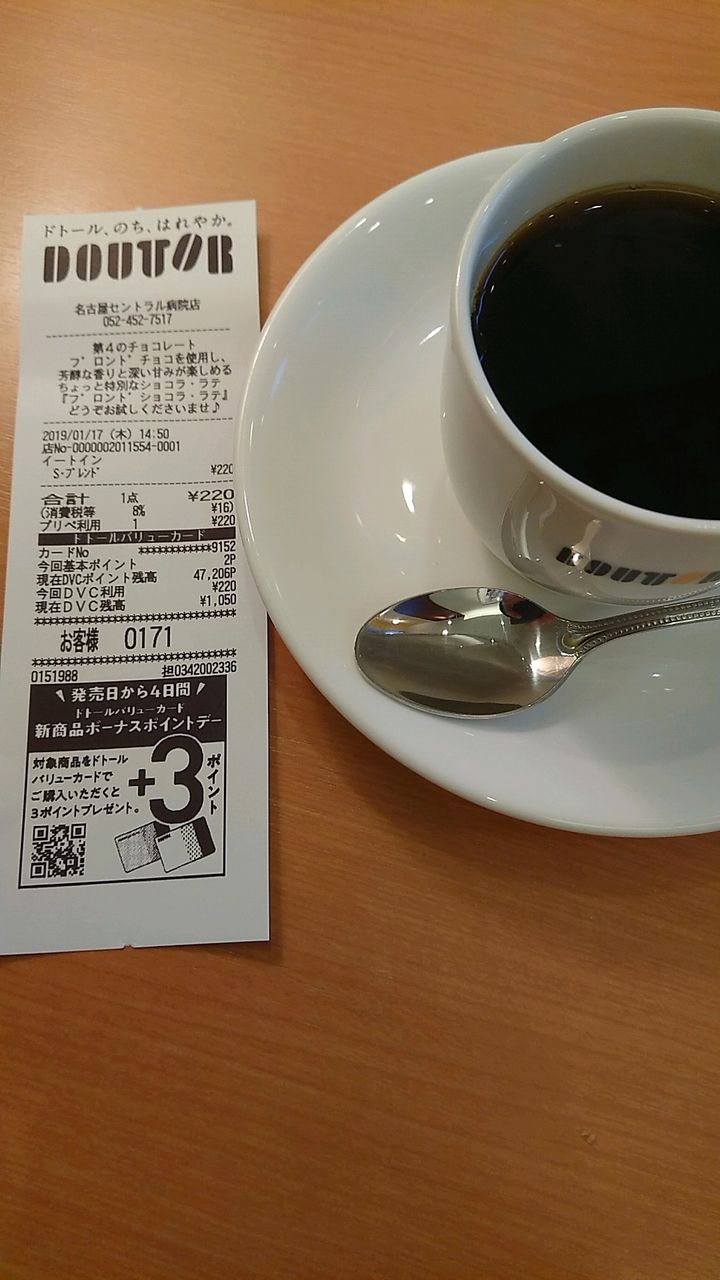 ドトール、のち、はれやか。
DOUTOR
名古屋セントラル病院店
052-452-7517
第4のチョコレート
ブロンドチョコを使用し、
芳醇な香りと深い甘みが楽しめる
ちょっと特別なショコラ・ラテ
『ブロンドショコラ・ラテ』
どうぞお試しくださいませ♪
2019/01/17 (木) 14:50
店No-0000002011554-0001
イートイン
S-ブレンド ¥220
合計 1点 ¥220
(消費税等 8% ¥16)
プリペ利用 1 ¥220
ドトールバリューカード
カードNo ************9152
今回基本ポイント 2P
現在DVCポイント残高 47,206P
今回DVC利用 ¥220
現在DVC残高 ¥1,050
お客様 0171
0151988 担0342002336
発売日から4日間
ドトールバリューカード
新商品ボーナスポイントデー
対象商品をドトール
バリューカードで
ご購入いただくと
3ポイントプレゼント。
+3ポイント
DOUTOR